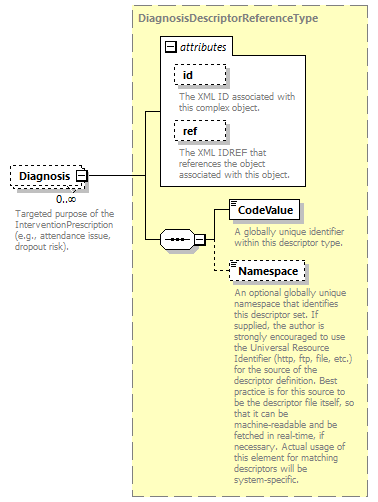 DiagnosisDescriptorReferenceType
attributes
id
The XML ID associated with
this complex object.
ref
The XML IDREF that
references the object
associated with this object.
Diagnosis
0..∞
Targeted purpose of the
InterventionPrescription
(e.g., attendance issue,
dropout risk).
CodeValue
A globally unique identifier
within this descriptor type.
Namespace
An optional globally unique
namespace that identifies
this descriptor set. If
supplied, the author is
strongly encouraged to use
the Universal Resource
Identifier (http, ftp, file, etc.)
for the source of the
descriptor definition. Best
practice is for this source to
be the descriptor file itself, so
that it can be
machine-readable and be
fetched in real-time, if
necessary. Actual usage of
this element for matching
descriptors will be
system-specific.